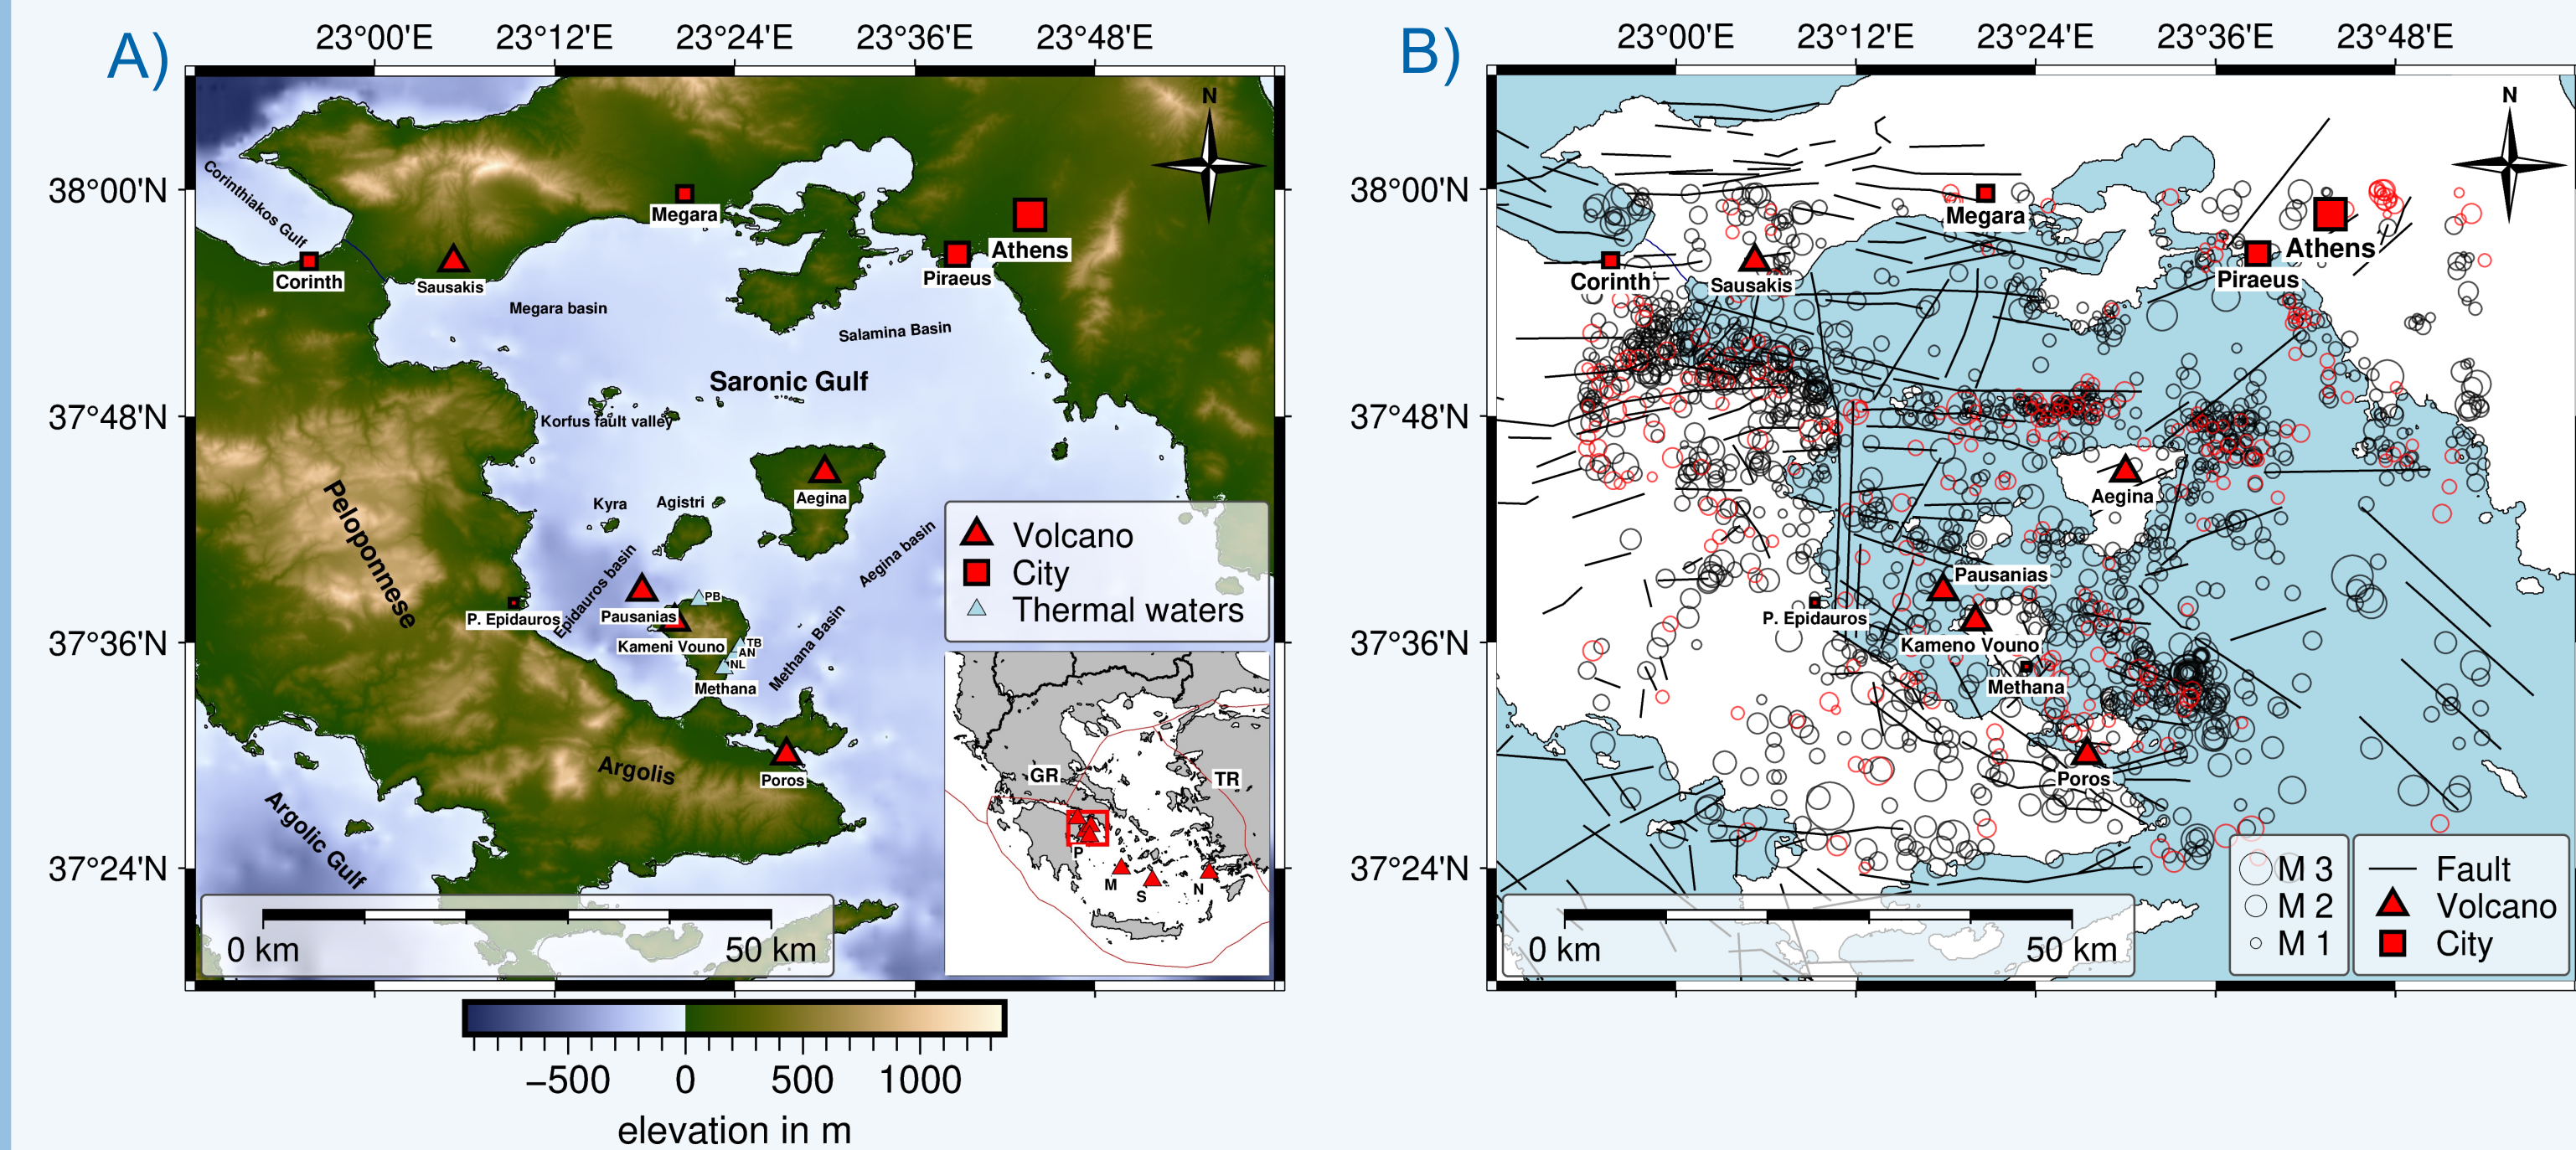 A)
23°00'E
23°12'E
23°24'E
23°36'E
23°48'E
38°00'N
37°48'N
37°36'N
37°24'N
N
Corinthiakos Gulf
Megara
Athens
Piraeus
Corinth
Sausakis
Megara basin
Salamina Basin
Saronic Gulf
Korfus fault valley
Peloponnese
Kyra
Agistri
Aegina
Aegina basin
Epidauros basin
Pausanias
PB
P. Epidauros
Kameni Vouno
TB
AN
NL
Methana
Methana Basin
Argolis
Poros
Argolic Gulf
Volcano
City
Thermal waters
GR
TR
P
M
S
N
0 km
50 km
−500
0
500
1000
elevation in m
B)
23°00'E
23°12'E
23°24'E
23°36'E
23°48'E
38°00'N
37°48'N
37°36'N
37°24'N
N
Megara
Athens
Piraeus
Corinth
Sausakis
Aegina
Pausanias
P. Epidauros
Kameno Vouno
Methana
Poros
M 3
M 2
M 1
Fault
Volcano
City
0 km
50 km